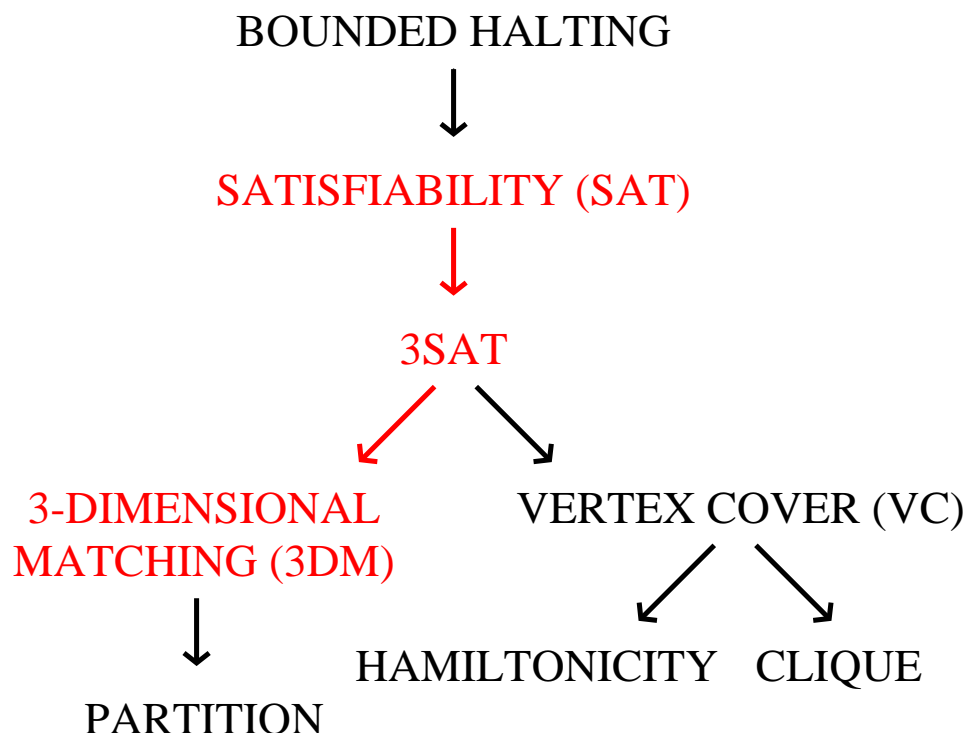 BOUNDED HALTING
SATISFIABILITY (SAT)
3SAT
3-DIMENSIONAL
MATCHING (3DM)
VERTEX COVER (VC)
HAMILTONICITY
CLIQUE
PARTITION